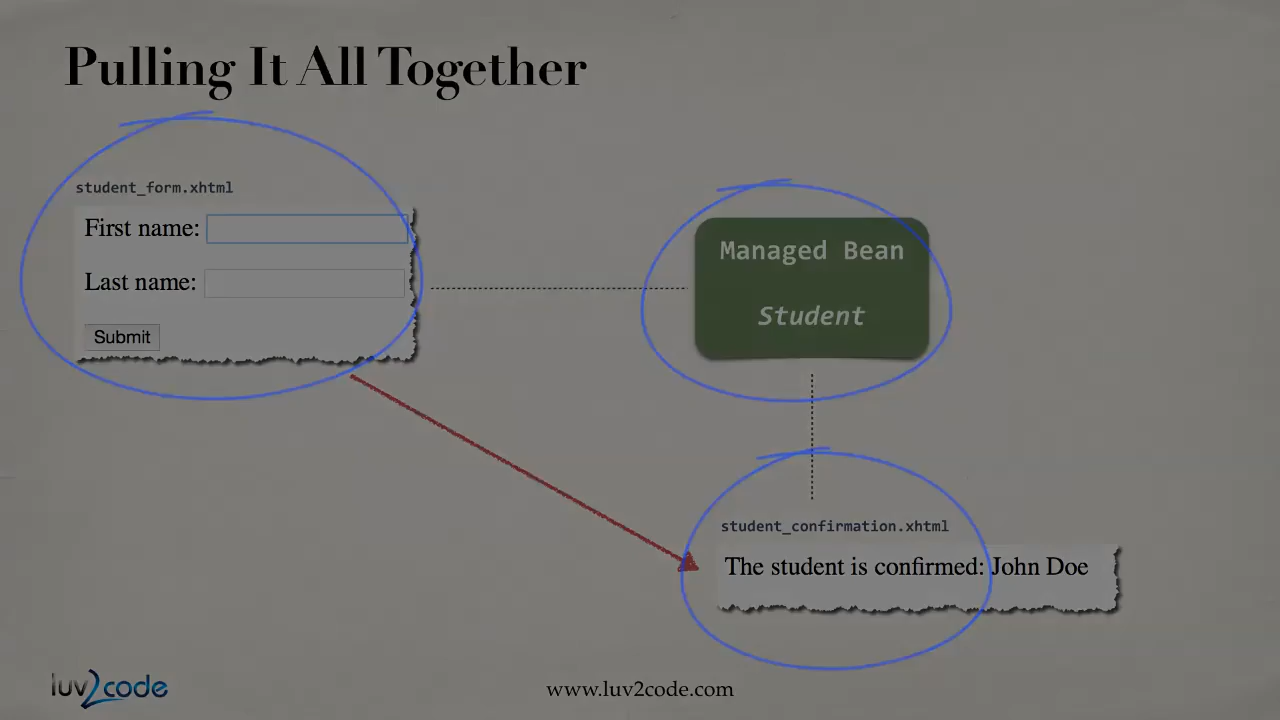 Pulling It All Together
student_form.xhtml
First name:
Last name:
Submit
Managed Bean
Student
student_confirmation.xhtml
The student is confirmed: John Doe
luv2code
www.luv2code.com